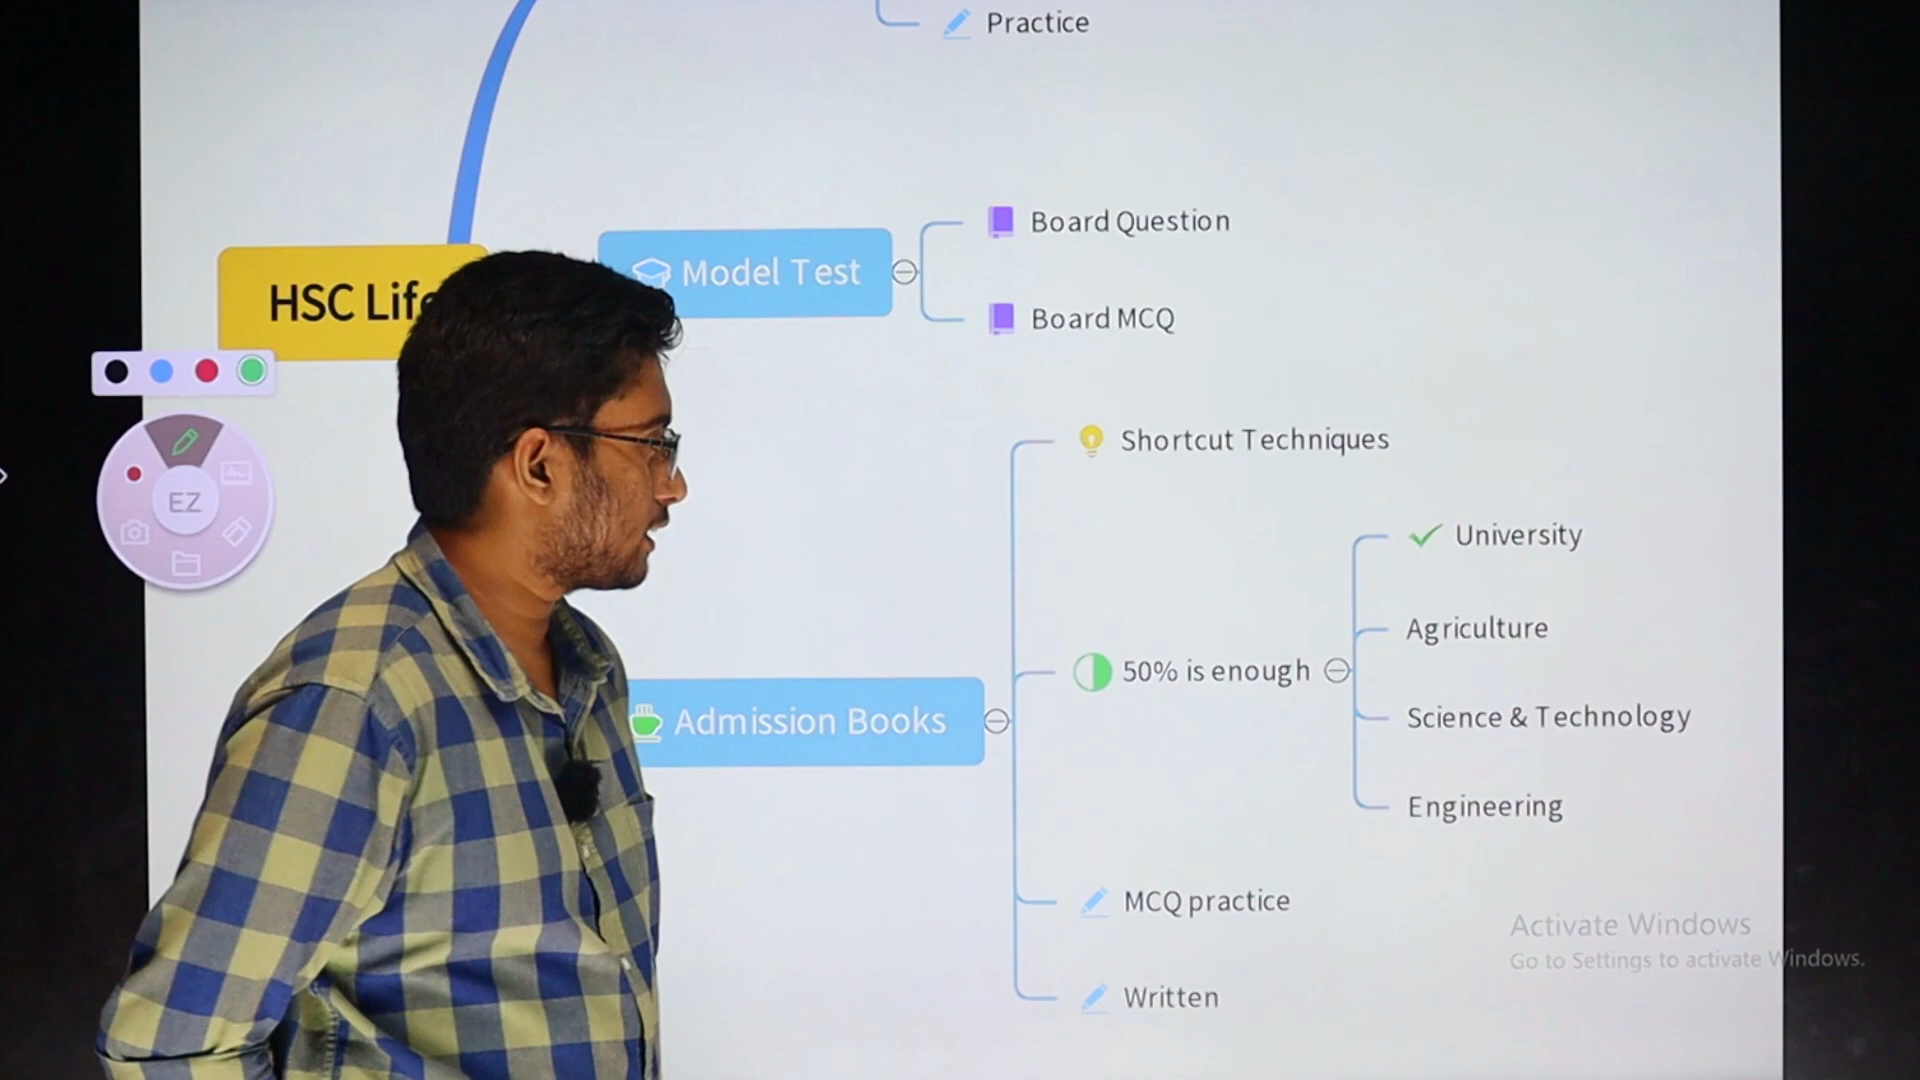 Practice
Board Question
Model Test
HSC Life
Board MCQ
Shortcut Techniques
EZ
University
Agriculture
50% is enough
Science & Technology
Admission Books
Engineering
MCQ practice
Activate Windows
Go to Settings to activate Windows.
Written